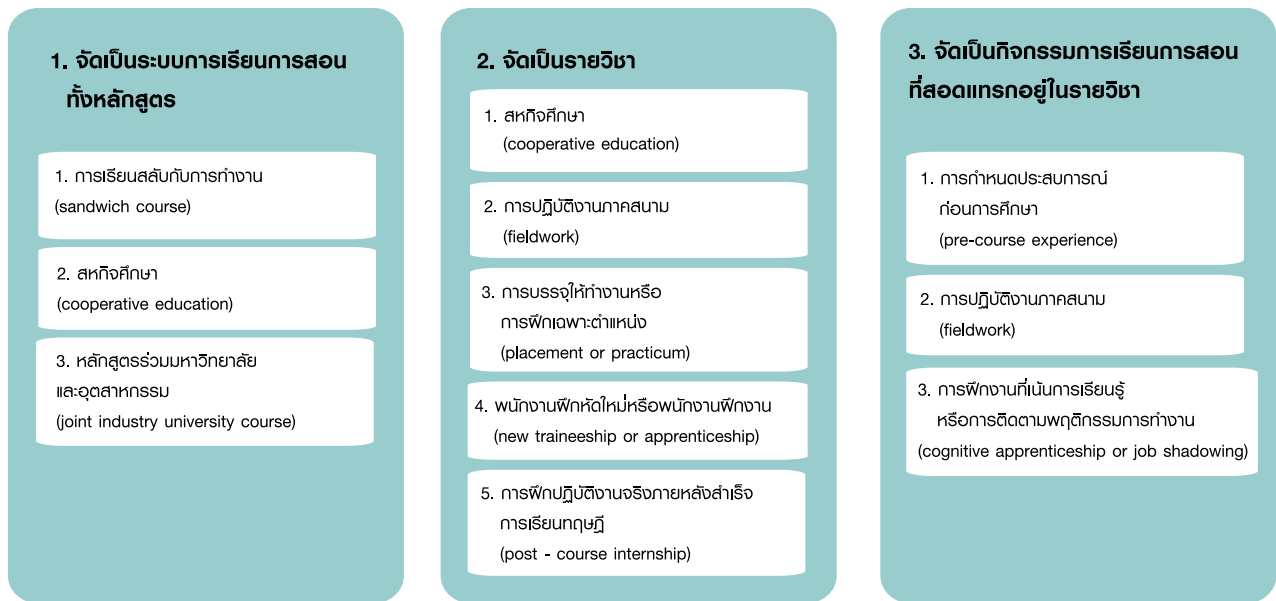 1. จัดเป็นระบบการเรียนการสอน
ทั้งหลักสูตร
1. การเรียนสลับกับการทำงาน
(sandwich course)
2. สหกิจศึกษา
(cooperative education)
3. หลักสูตรร่วมมหาวิทยาลัย
และอุตสาหกรรม
(joint industry university course)
2. จัดเป็นรายวิชา
1. สหกิจศึกษา
(cooperative education)
2. การปฏิบัติงานภาคสนาม
(fieldwork)
3. การบรรจุให้ทำงานหรือ
การฝึกเฉพาะตำแหน่ง
(placement or practicum)
4. พนักงานฝึกหัดใหม่หรือพนักงานฝึกงาน
(new traineeship or apprenticeship)
5. การฝึกปฏิบัติงานจริงภายหลังสำเร็จ
การเรียนทฤษฎี
(post - course internship)
3. จัดเป็นกิจกรรมการเรียนการสอน
ที่สอดแทรกอยู่ในรายวิชา
1. การกำหนดประสบการณ์
ก่อนการศึกษา
(pre-course experience)
2. การปฏิบัติงานภาคสนาม
(fieldwork)
3. การฝึกงานที่เน้นการเรียนรู้
หรือการติดตามพฤติกรรมการทำงาน
(cognitive apprenticeship or job shadowing)